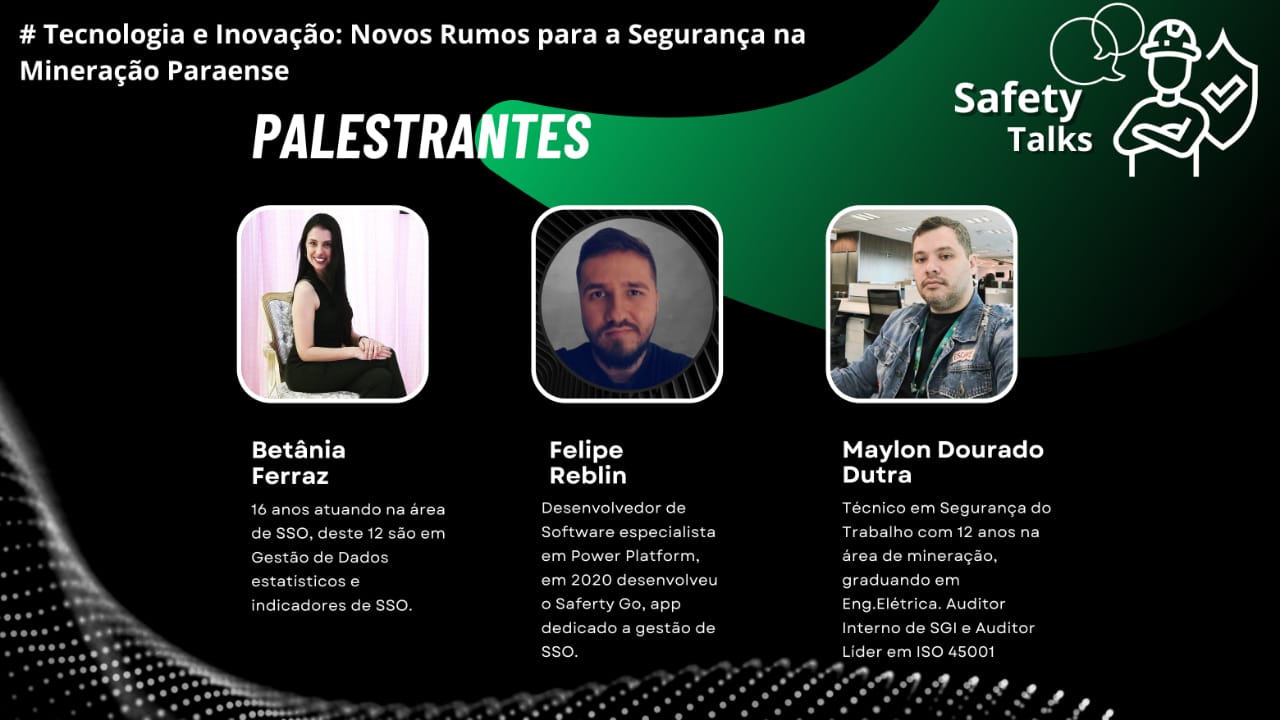 # Tecnologia e Inovação: Novos Rumos para a Segurança na
Mineração Paraense
Safety
Talks
PALESTRANTES
Betânia
Ferraz
16 anos atuando na área
de SSO, deste 12 são em
Gestão de Dados
estatisticos e
indicadores de SSO.
Felipe
Reblin
Desenvolvedor de
Software especialista
em Power Platform,
em 2020 desenvolveu
o Saferty Go, app
dedicado a gestão de
SSO.
Maylon Dourado
Dutra
Técnico em Segurança do
Trabalho com 12 anos na
área de mineração,
graduando em
Eng.Elétrica. Auditor
Interno de SGI e Auditor
Líder em ISO 45001